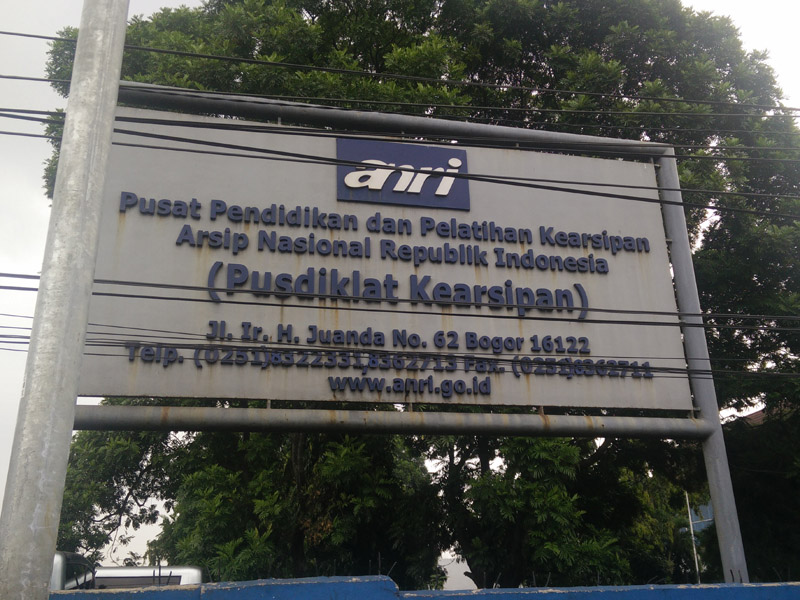 anri
Pusat Pendidikan dan Pelatihan Kearsipan
Arsip Nasional Republik Indonesia
(Pusdiklat Kearsipan)
Jl. Ir. H. Juanda No. 62 Bogor 16122
Telp. (0251)8322331,8362713 Fax. (0251)8362711
www.anri.go.id